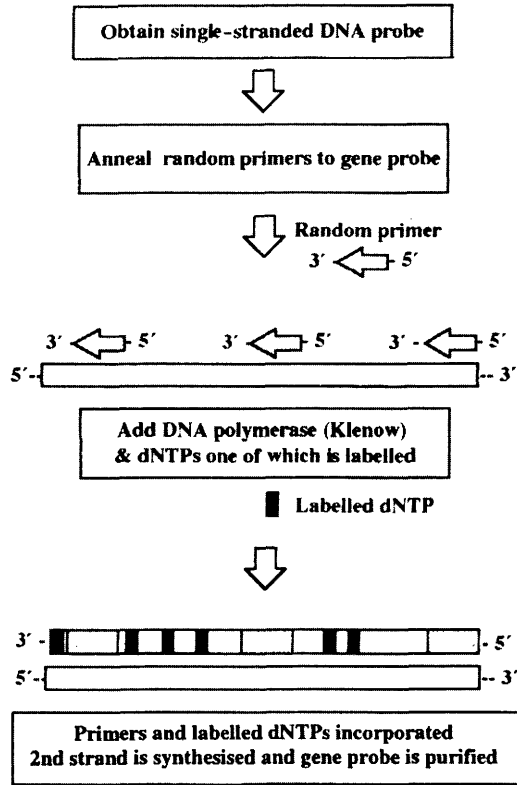 Obtain single-stranded DNA probe
Anneal random primers to gene probe
Random primer
3´ 5´
3´ 5´ 3´ 5´ 3´ 5´
5´ 3´
Add DNA polymerase (Klenow)
& dNTPs one of which is labelled
Labelled dNTP
3´ 5´
5´ 3´
Primers and labelled dNTPs incorporated
2nd strand is synthesised and gene probe is purified